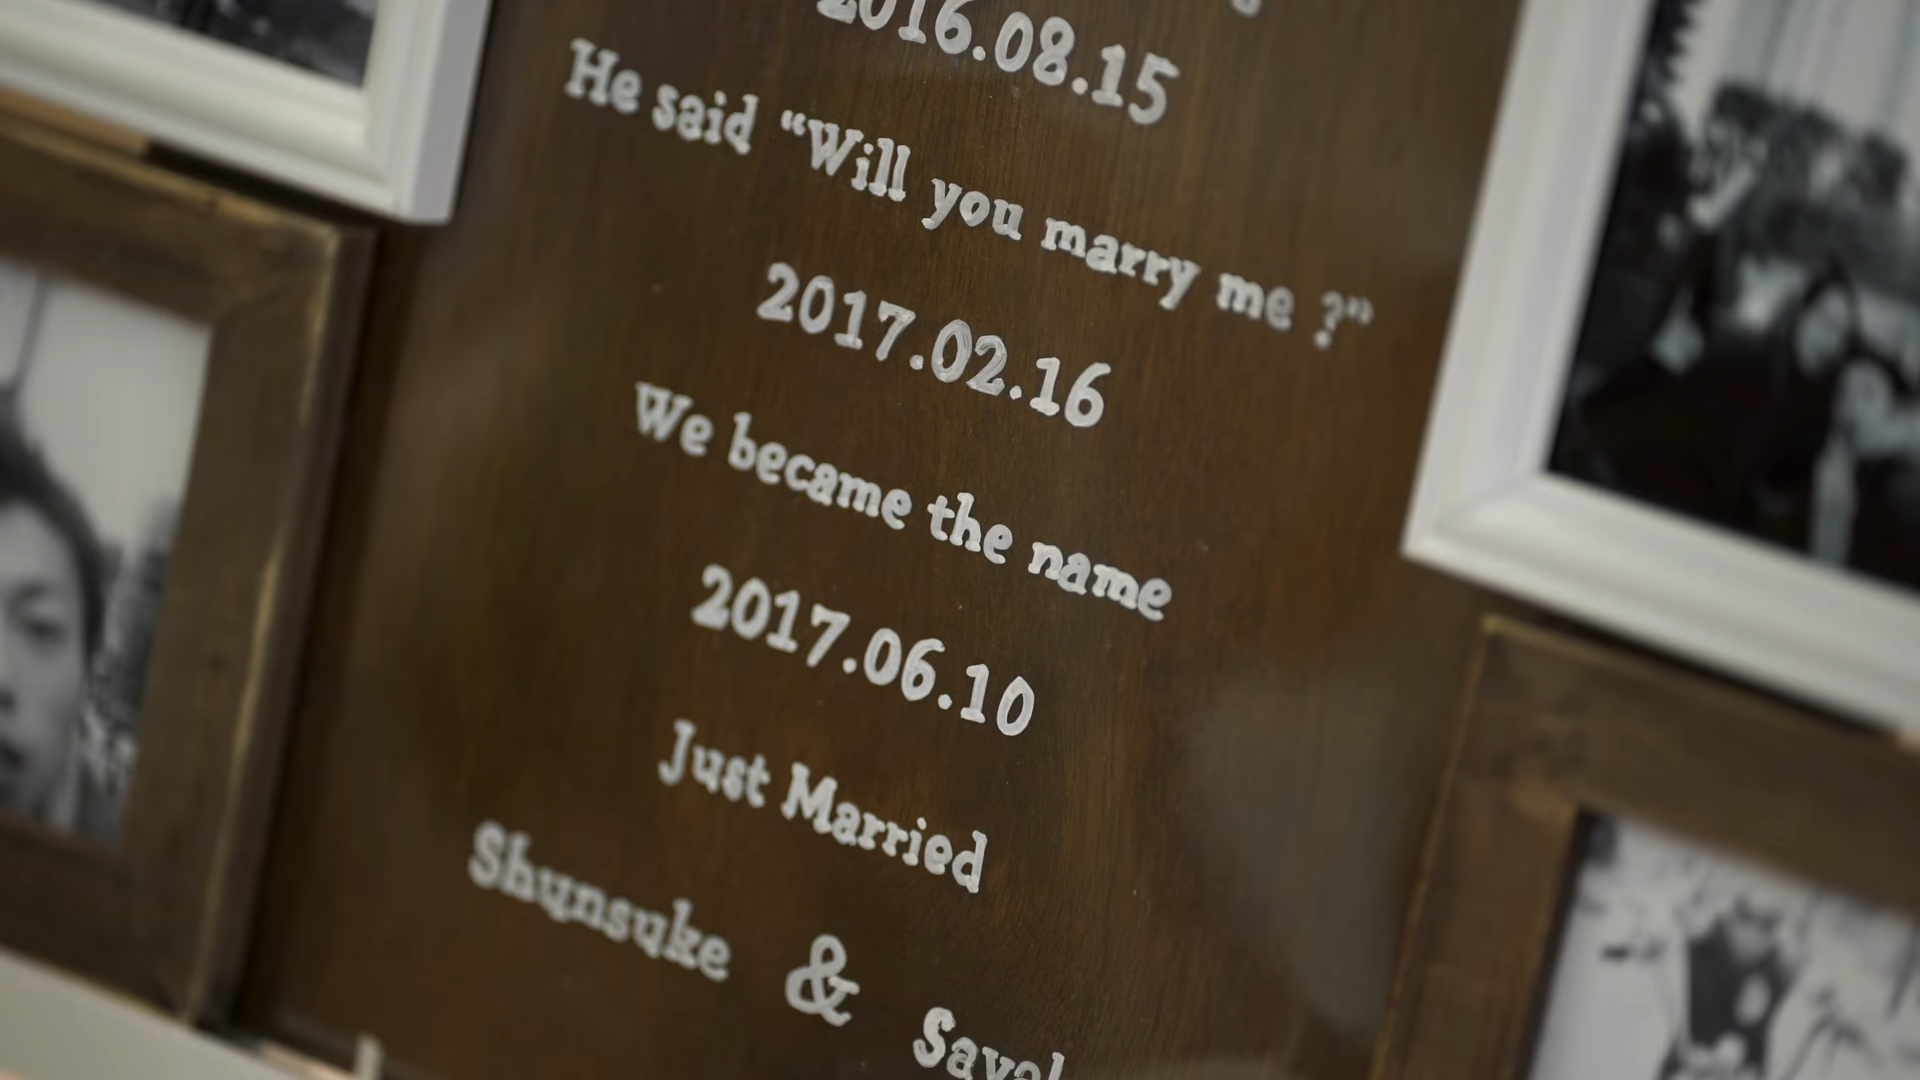 2016.08.15
He said “Will you marry me ?”
2017.02.16
We became the name
2017.06.10
Just Married
Shunsuke &